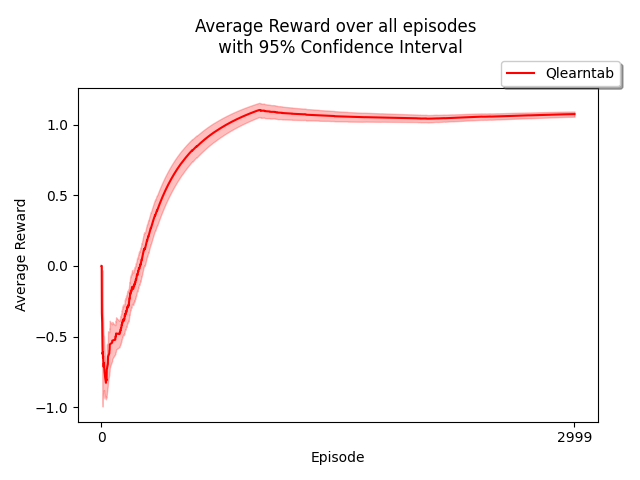 Average Reward over all episodes
with 95% Confidence Interval
Qlearntab
1.0
0.5
0.0
−0.5
−1.0
Average Reward
0
2999
Episode